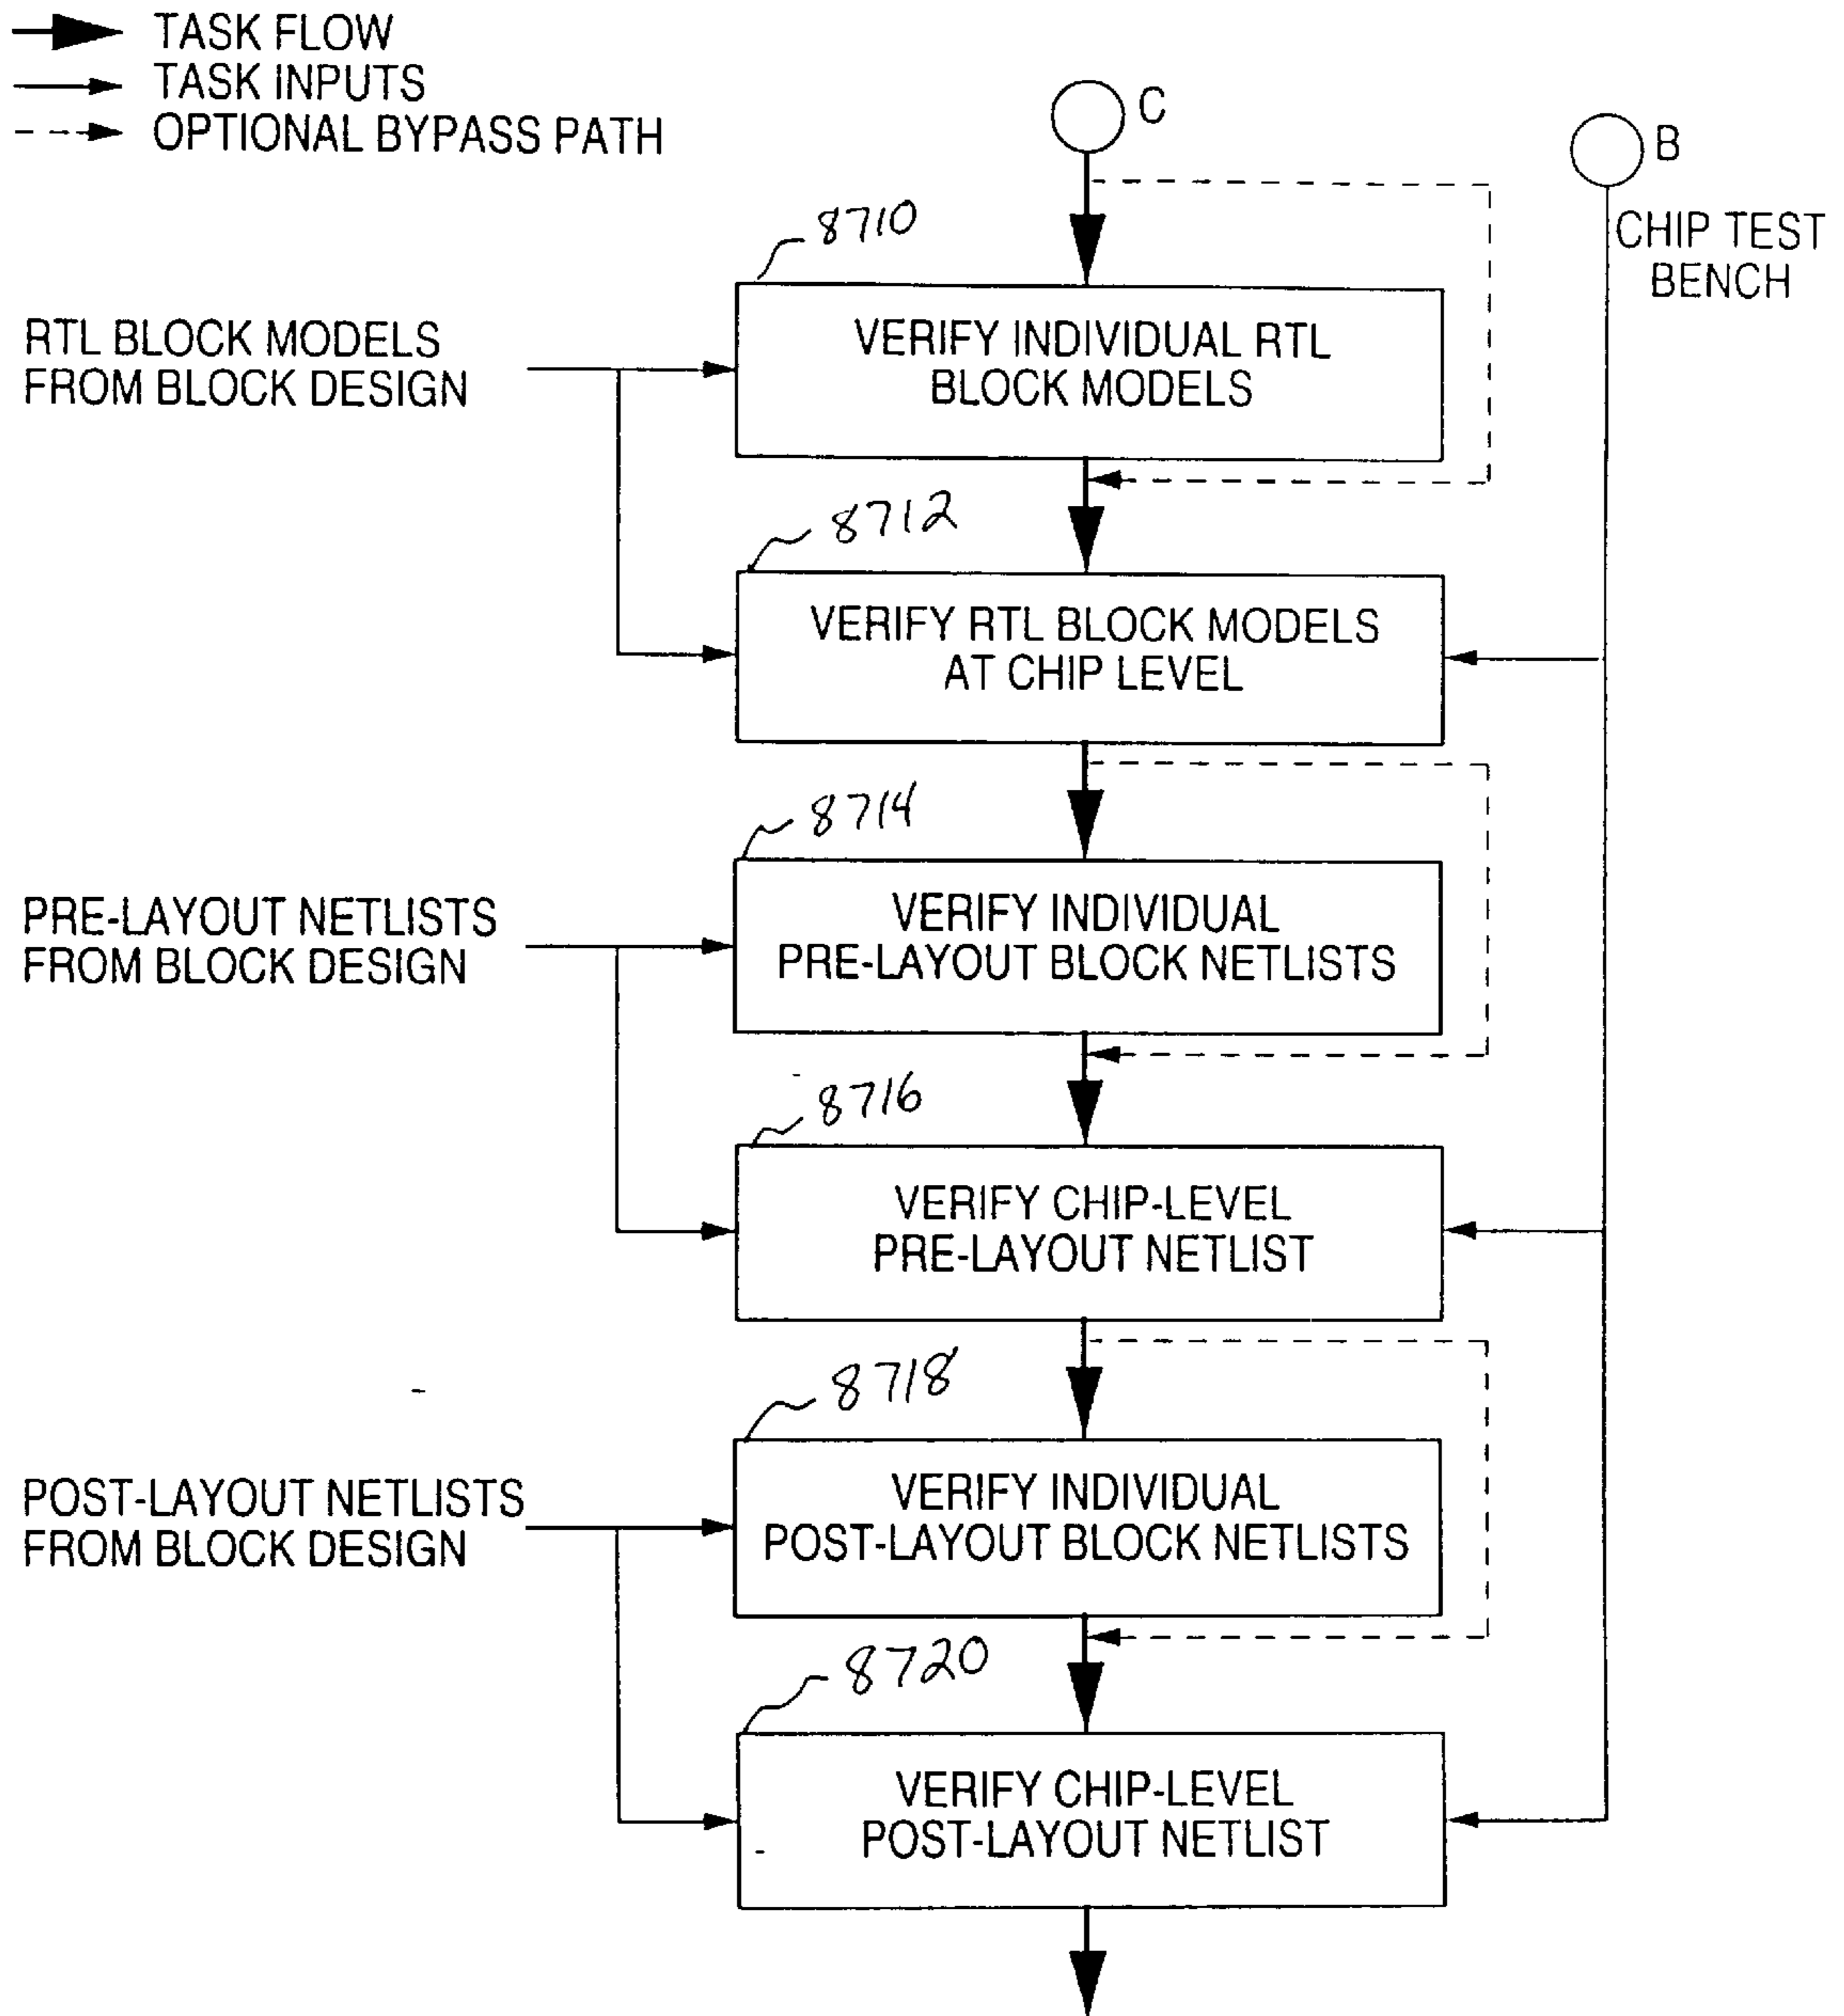 TASK FLOW
TASK INPUTS
OPTIONAL BYPASS PATH
C
B
CHIP TEST
BENCH
8710
VERIFY INDIVIDUAL RTL
BLOCK MODELS
RTL BLOCK MODELS
FROM BLOCK DESIGN
8712
VERIFY RTL BLOCK MODELS
AT CHIP LEVEL
8714
VERIFY INDIVIDUAL
PRE-LAYOUT BLOCK NETLISTS
PRE-LAYOUT NETLISTS
FROM BLOCK DESIGN
8716
VERIFY CHIP-LEVEL
PRE-LAYOUT NETLIST
8718
VERIFY INDIVIDUAL
POST-LAYOUT BLOCK NETLISTS
POST-LAYOUT NETLISTS
FROM BLOCK DESIGN
8720
VERIFY CHIP-LEVEL
POST-LAYOUT NETLIST